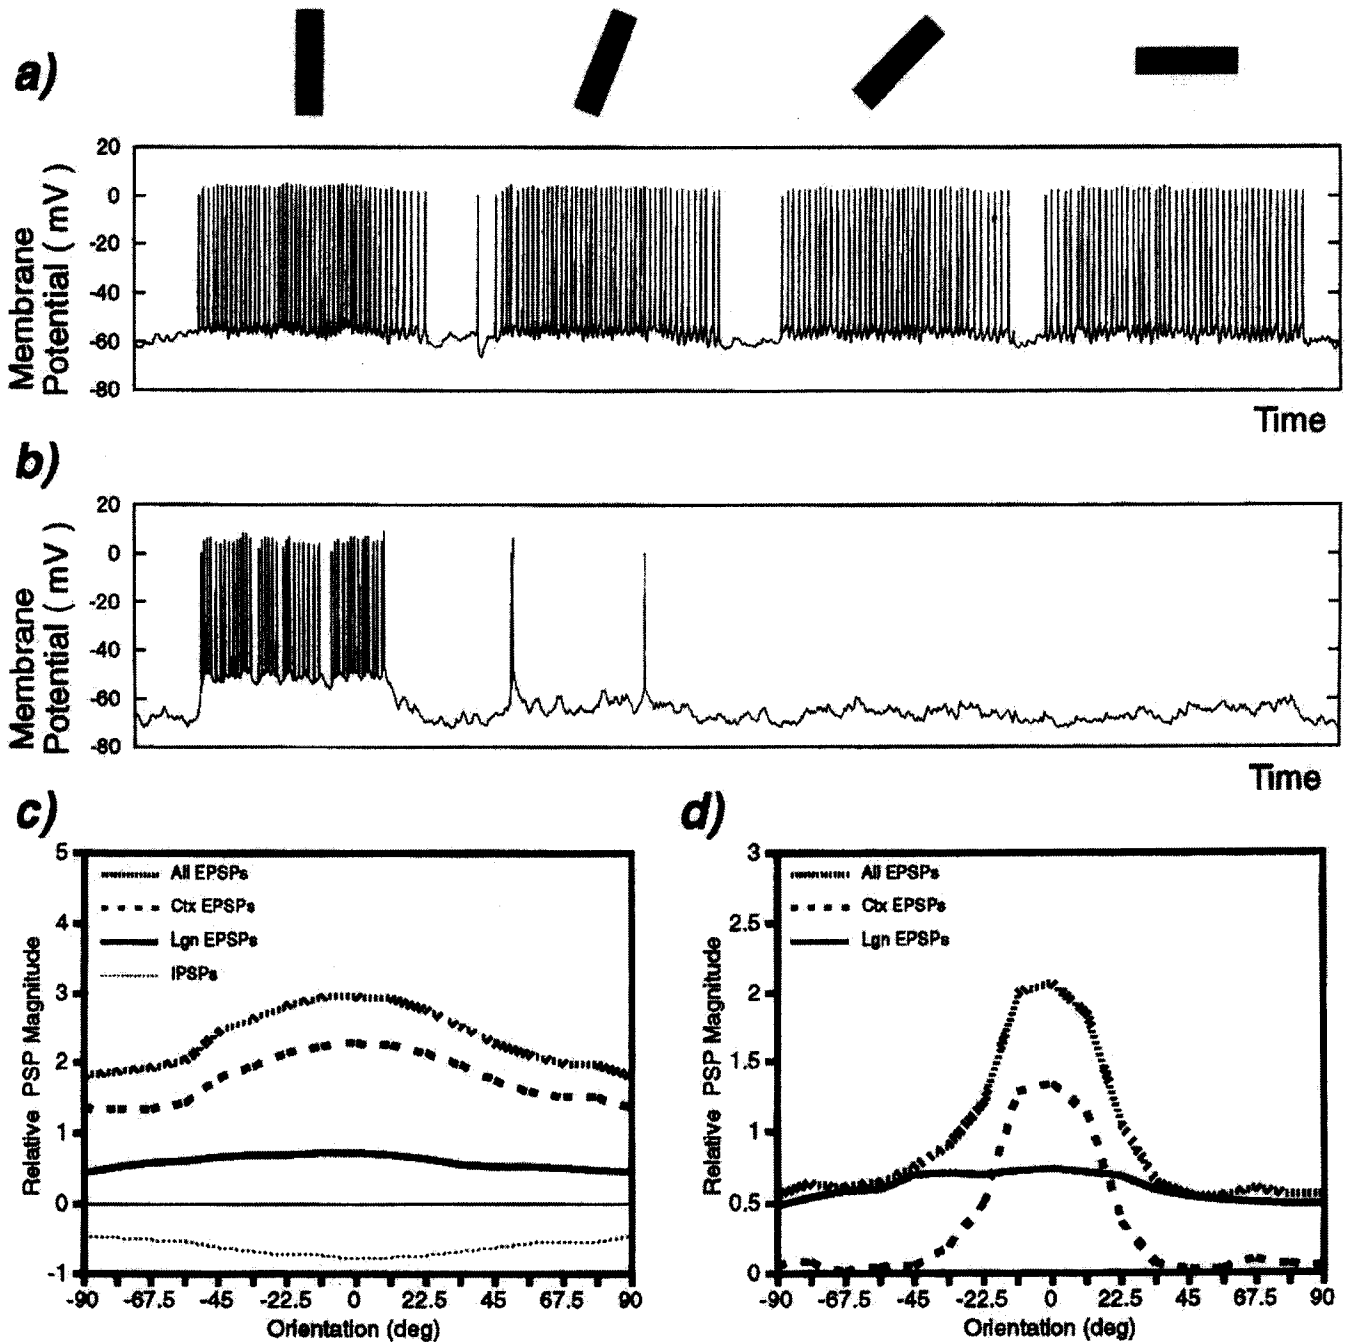 a)
20
0
-20
-40
-60
-80
Membrane
Potential ( mV )
Time
b)
20
0
-20
-40
-60
-80
Membrane
Potential ( mV )
Time
c)
5
4
3
2
1
0
-1
Relative PSP Magnitude
All EPSPs
Ctx EPSPs
Lgn EPSPs
IPSPs
-90 -67.5 -45 -22.5 0 22.5 45 67.5 90
Orientation (deg)
d)
3
2.5
2
1.5
1
0.5
0
Relative PSP Magnitude
All EPSPs
Ctx EPSPs
Lgn EPSPs
-90 -67.5 -45 -22.5 0 22.5 45 67.5 90
Orientation (deg)